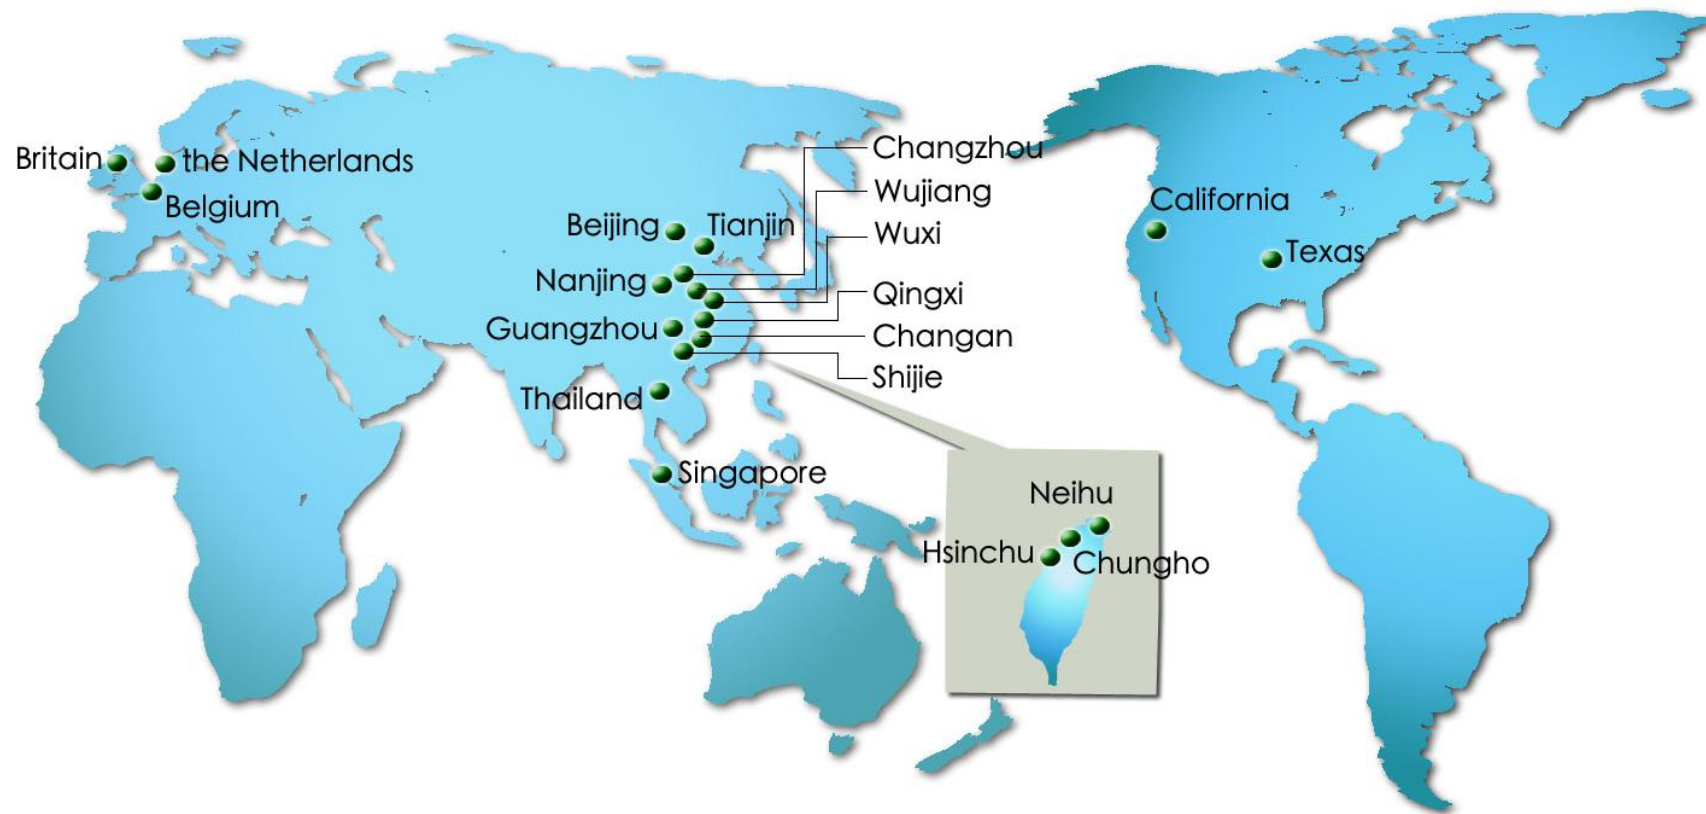 Britain
the Netherlands
Belgium
Beijing
Tianjin
Nanjing
Guangzhou
Thailand
Singapore
Changzhou
Wujiang
Wuxi
Qingxi
Changan
Shijie
California
Texas
Neihu
Hsinchu
Chungho